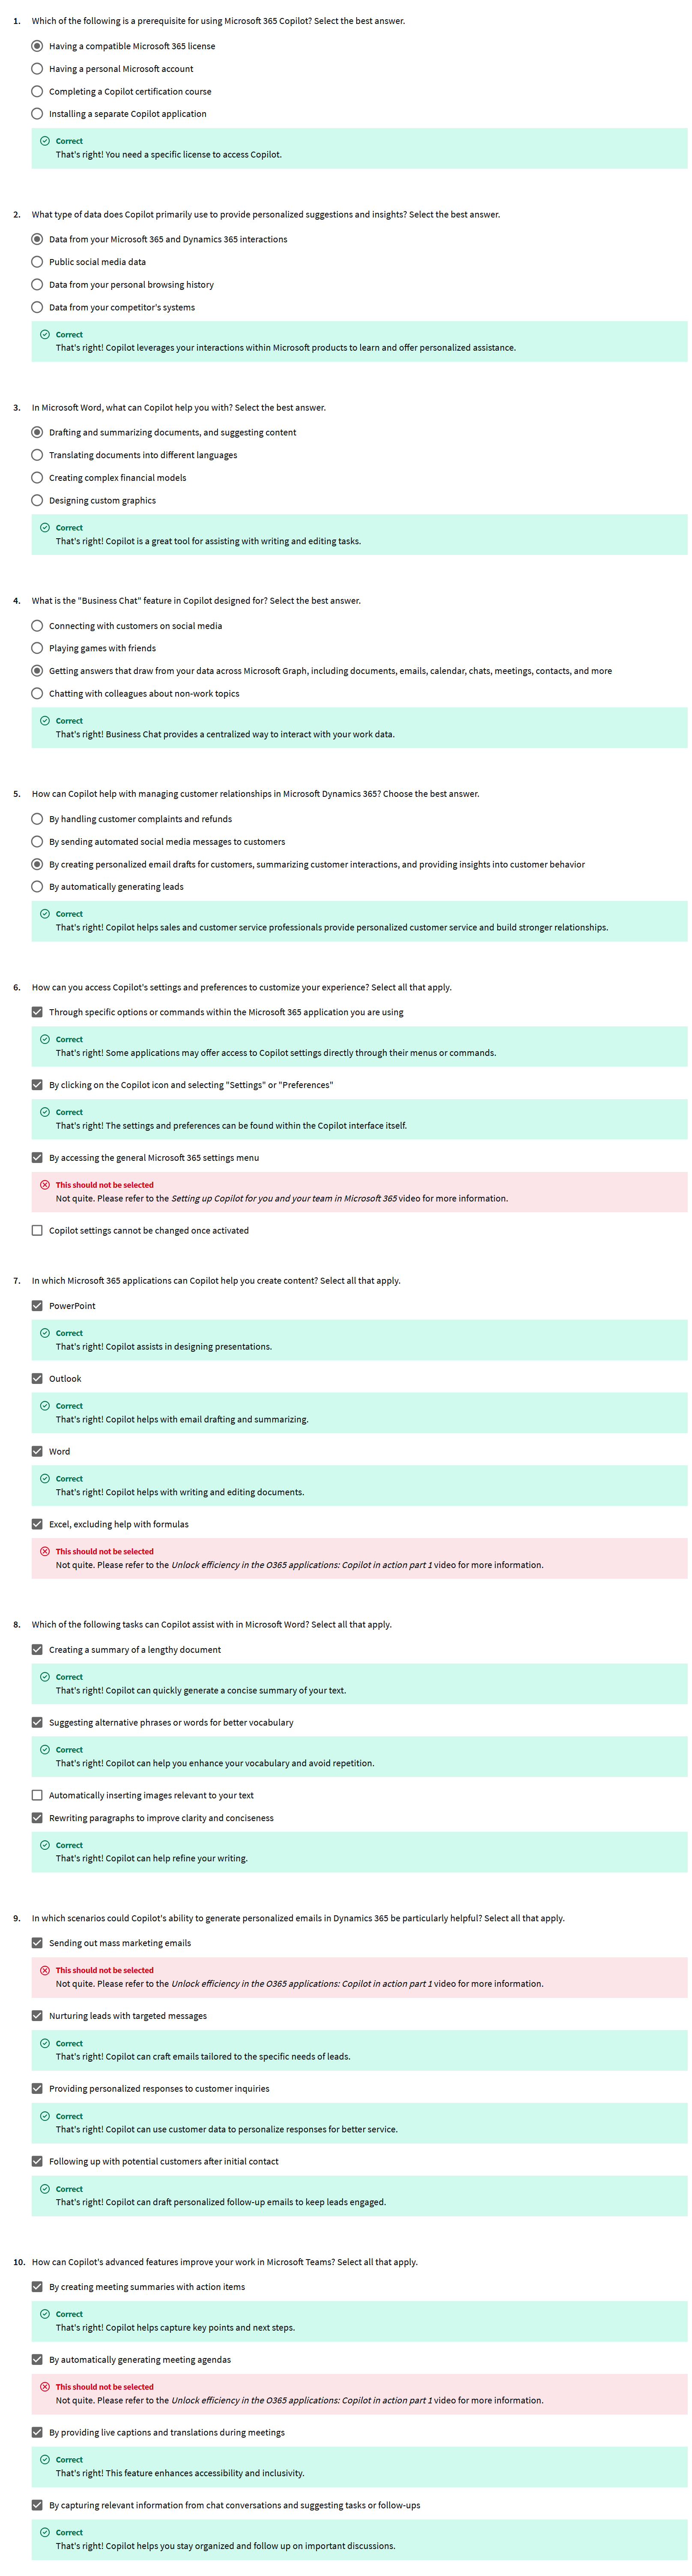 1. Which of the following is a prerequisite for using Microsoft 365 Copilot? Select the best answer.
Having a compatible Microsoft 365 license
Having a personal Microsoft account
Completing a Copilot certification course
Installing a separate Copilot application
Correct
That's right! You need a specific license to access Copilot.
2. What type of data does Copilot primarily use to provide personalized suggestions and insights? Select the best answer.
Data from your Microsoft 365 and Dynamics 365 interactions
Public social media data
Data from your personal browsing history
Data from your competitor's systems
Correct
That's right! Copilot leverages your interactions within Microsoft products to learn and offer personalized assistance.
3. In Microsoft Word, what can Copilot help you with? Select the best answer.
Drafting and summarizing documents, and suggesting content
Translating documents into different languages
Creating complex financial models
Designing custom graphics
Correct
That's right! Copilot is a great tool for assisting with writing and editing tasks.
4. What is the "Business Chat" feature in Copilot designed for? Select the best answer.
Connecting with customers on social media
Playing games with friends
Getting answers that draw from your data across Microsoft Graph, including documents, emails, calendar, chats, meetings, contacts, and more
Chatting with colleagues about non-work topics
Correct
That's right! Business Chat provides a centralized way to interact with your work data.
5. How can Copilot help with managing customer relationships in Microsoft Dynamics 365? Choose the best answer.
By handling customer complaints and refunds
By sending automated social media messages to customers
By creating personalized email drafts for customers, summarizing customer interactions, and providing insights into customer behavior
By automatically generating leads
Correct
That's right! Copilot helps sales and customer service professionals provide personalized customer service and build stronger relationships.
6. How can you access Copilot's settings and preferences to customize your experience? Select all that apply.
Through specific options or commands within the Microsoft 365 application you are using
Correct
That's right! Some applications may offer access to Copilot settings directly through their menus or commands.
By clicking on the Copilot icon and selecting "Settings" or "Preferences"
Correct
That's right! The settings and preferences can be found within the Copilot interface itself.
By accessing the general Microsoft 365 settings menu
This should not be selected
Not quite. Please refer to the Setting up Copilot for you and your team in Microsoft 365 video for more information.
Copilot settings cannot be changed once activated
7. In which Microsoft 365 applications can Copilot help you create content? Select all that apply.
PowerPoint
Correct
That's right! Copilot assists in designing presentations.
Outlook
Correct
That's right! Copilot helps with email drafting and summarizing.
Word
Correct
That's right! Copilot helps with writing and editing documents.
Excel, excluding help with formulas
This should not be selected
Not quite. Please refer to the Unlock efficiency in the O365 applications: Copilot in action part 1 video for more information.
8. Which of the following tasks can Copilot assist with in Microsoft Word? Select all that apply.
Creating a summary of a lengthy document
Correct
That's right! Copilot can quickly generate a concise summary of your text.
Suggesting alternative phrases or words for better vocabulary
Correct
That's right! Copilot can help you enhance your vocabulary and avoid repetition.
Automatically inserting images relevant to your text
Rewriting paragraphs to improve clarity and conciseness
Correct
That's right! Copilot can help refine your writing.
9. In which scenarios could Copilot's ability to generate personalized emails in Dynamics 365 be particularly helpful? Select all that apply.
Sending out mass marketing emails
This should not be selected
Not quite. Please refer to the Unlock efficiency in the O365 applications: Copilot in action part 1 video for more information.
Nurturing leads with targeted messages
Correct
That's right! Copilot can craft emails tailored to the specific needs of leads.
Providing personalized responses to customer inquiries
Correct
That's right! Copilot can use customer data to personalize responses for better service.
Following up with potential customers after initial contact
Correct
That's right! Copilot can draft personalized follow-up emails to keep leads engaged.
10. How can Copilot's advanced features improve your work in Microsoft Teams? Select all that apply.
By creating meeting summaries with action items
Correct
That's right! Copilot helps capture key points and next steps.
By automatically generating meeting agendas
This should not be selected
Not quite. Please refer to the Unlock efficiency in the O365 applications: Copilot in action part 1 video for more information.
By providing live captions and translations during meetings
Correct
That's right! This feature enhances accessibility and inclusivity.
By capturing relevant information from chat conversations and suggesting tasks or follow-ups
Correct
That's right! Copilot helps you stay organized and follow up on important discussions.